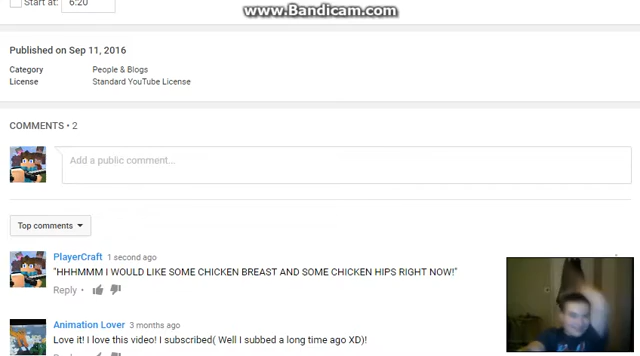 www.Bandicam.com
Start at: 6:20
Published on Sep 11, 2016
Category People & Blogs
License Standard YouTube License
COMMENTS • 2
Add a public comment...
Top comments
PlayerCraft 1 second ago
"HHHMMM I WOULD LIKE SOME CHICKEN BREAST AND SOME CHICKEN HIPS RIGHT NOW!"
Reply •
Animation Lover 3 months ago
Love it! I love this video! I subscribed( Well I subbed a long time ago XD)!